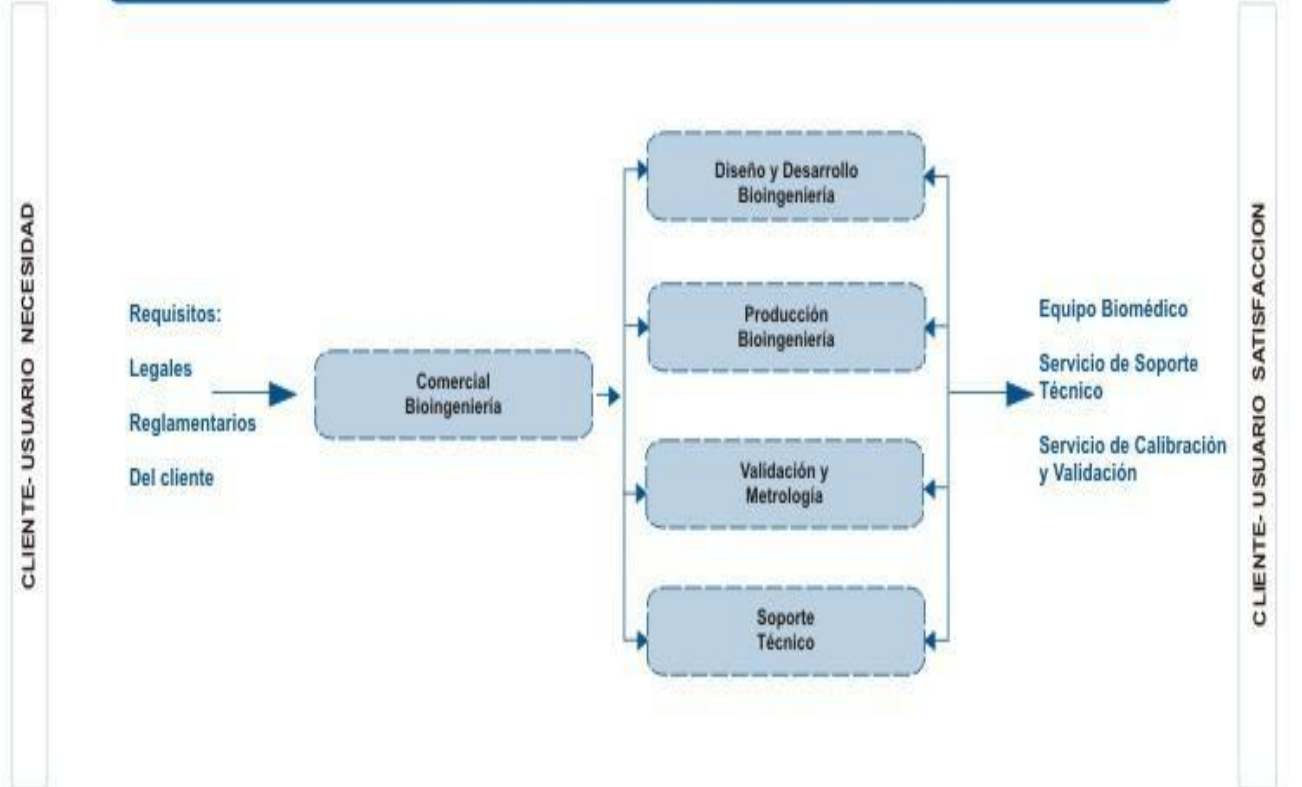 CLIENTE- USUARIO NECESIDAD
Requisitos:
Legales
Reglamentarios
Del cliente
Comercial
Bioingeniería
Diseño y Desarrollo
Bioingeniería
Producción
Bioingeniería
Validación y
Metrología
Soporte
Técnico
Equipo Biomédico
Servicio de Soporte
Técnico
Servicio de Calibración
y Validación
CLIENTE- USUARIO SATISFACCION